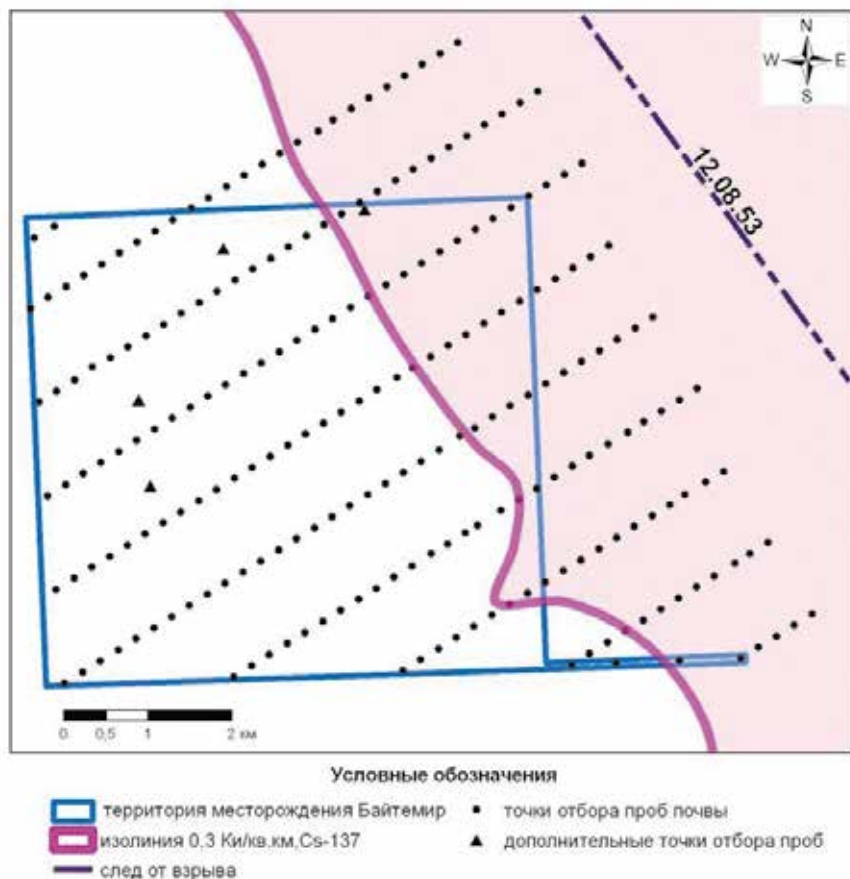 N
W E
S
12.08.53
0 0,5 1 2 км
Условные обозначения
территория месторождения Байтемир
точки отбора проб почвы
изолиния 0.3 Ки/кв.км,Cs-137
дополнительные точки отбора проб
след от взрыва